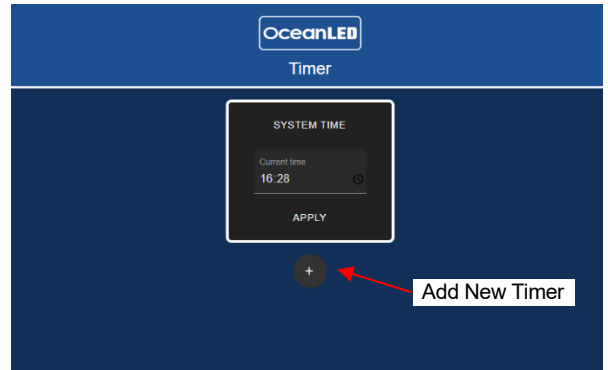 OceanLED
Timer
SYSTEM TIME
Current time
16:28
APPLY
+
Add New Timer